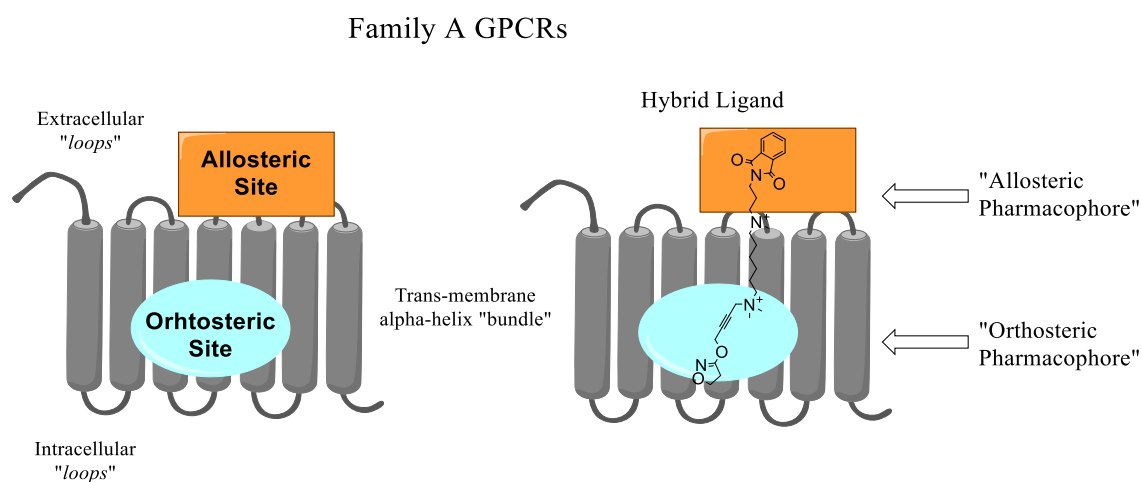 Family A GPCRs
Extracellular
"loops"
Allosteric
Site
Orhtosteric
Site
Trans-membrane
alpha-helix "bundle"
Intracellular
"loops"
Hybrid Ligand
O
N
O
N+
N+
O
N
O
"Allosteric
Pharmacophore"
"Orthosteric
Pharmacophore"